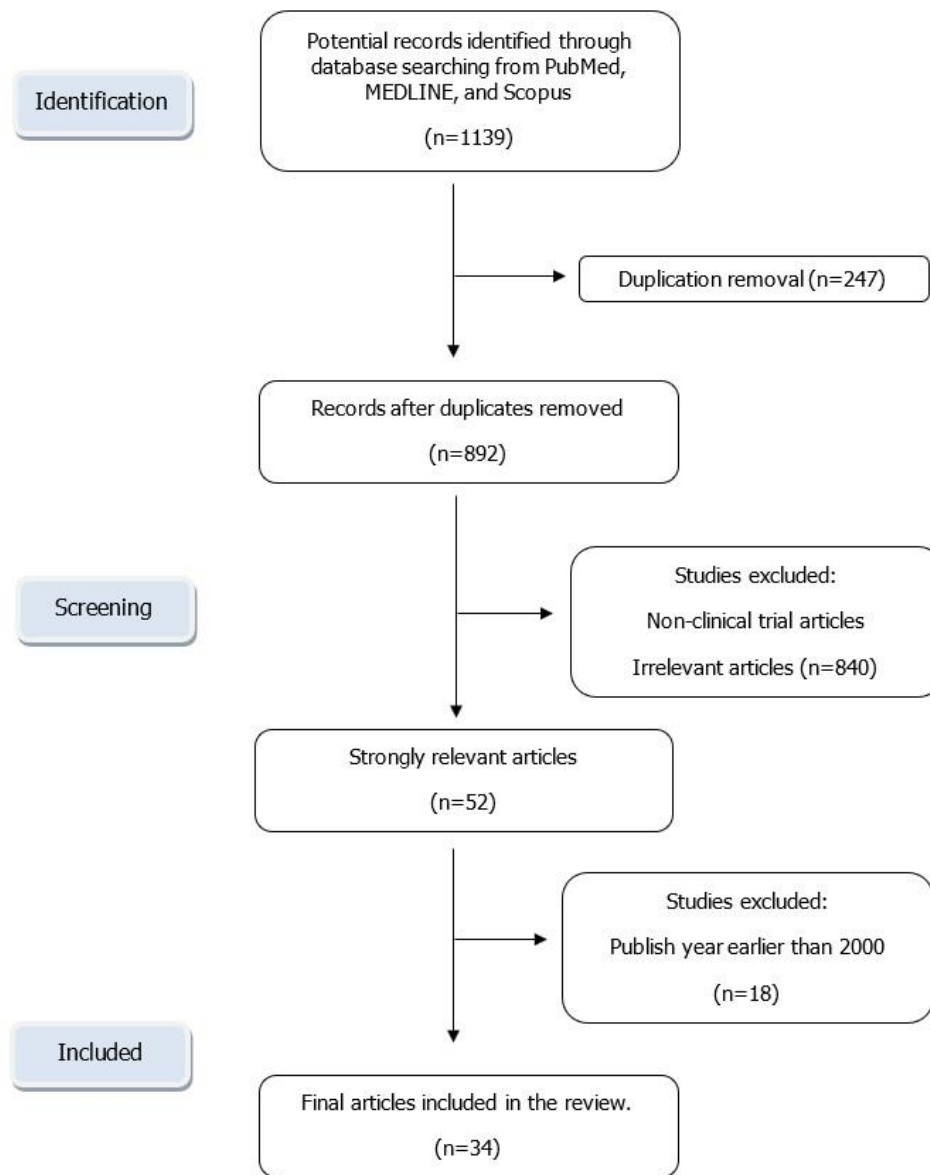 Potential records identified through
database searching from PubMed,
MEDLINE, and Scopus
(n=1139)
Identification
Duplication removal (n=247)
Records after duplicates removed
(n=892)
Studies excluded:
Non-clinical trial articles
Irrelevant articles (n=840)
Screening
Strongly relevant articles
(n=52)
Studies excluded:
Publish year earlier than 2000
(n=18)
Included
Final articles included in the review.
(n=34)